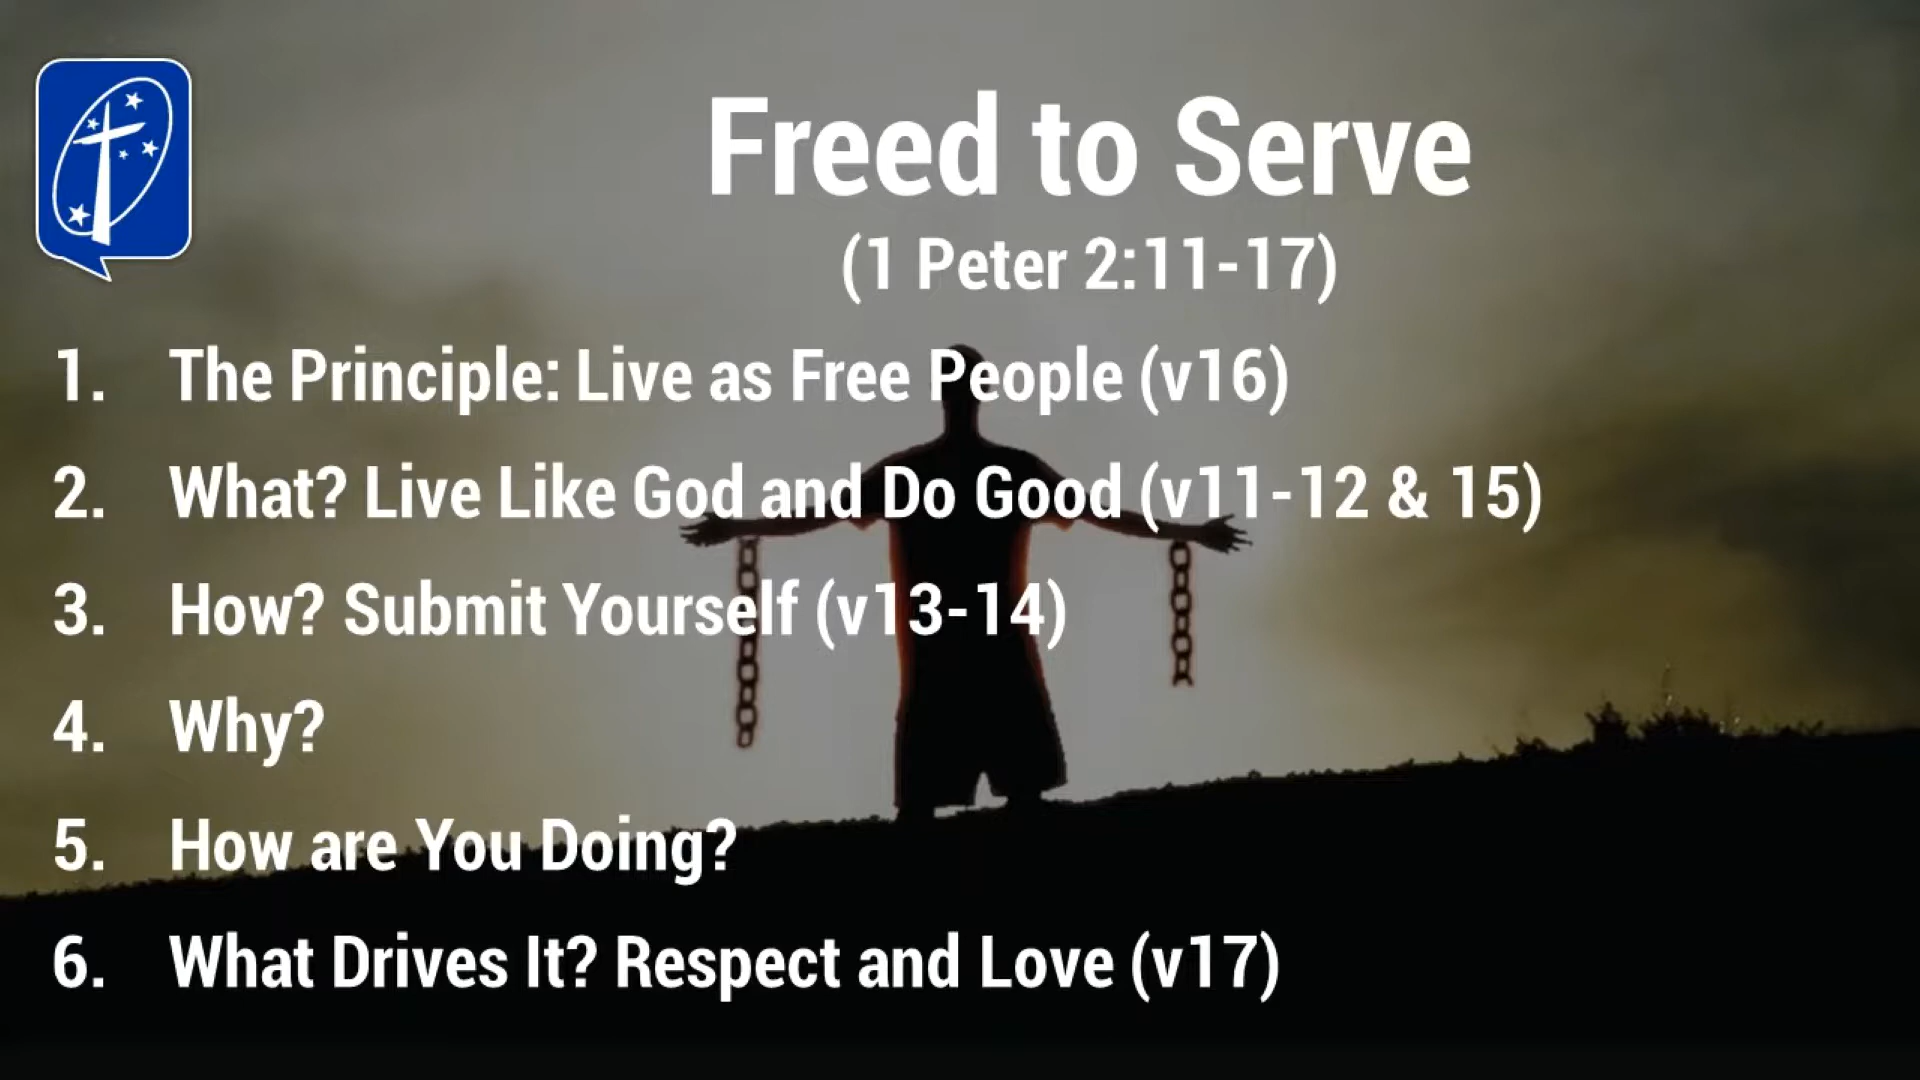 Freed to Serve
(1 Peter 2:11-17)
1. The Principle: Live as Free People (v16)
2. What? Live Like God and Do Good (v11-12 & 15)
3. How? Submit Yourself (v13-14)
4. Why?
5. How are You Doing?
6. What Drives It? Respect and Love (v17)